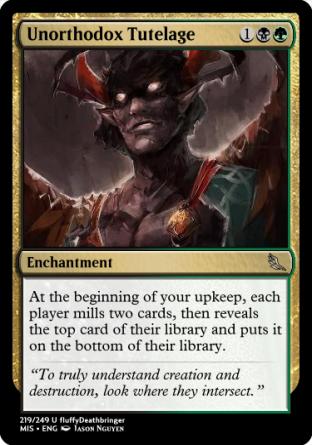 Unorthodox Tutelage 1
Enchantment
At the beginning of your upkeep, each
player mills two cards, then reveals
the top card of their library and puts it
on the bottom of their library.
“To truly understand creation and
destruction, look where they intersect.”
219/249 U fluffyDeathbringer
MIS • ENG Jason Nguyen